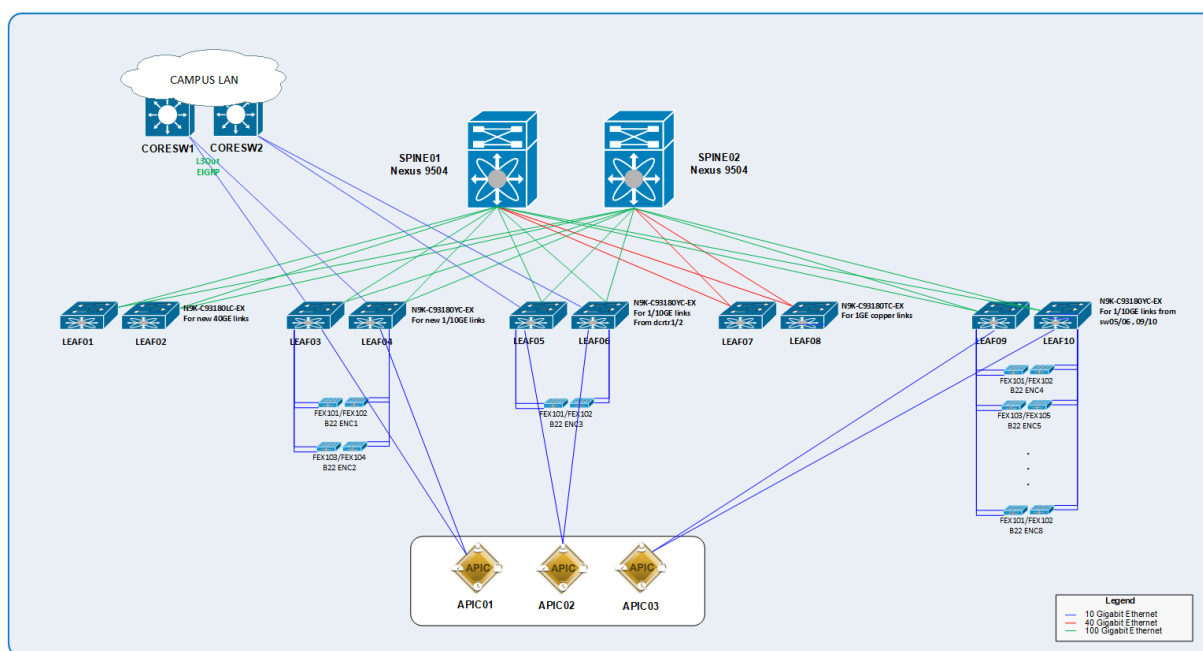 CAMPUS LAN
CORESW1
CORESW2
L3Out
EIGRP
SPINE01
Nexus 9504
SPINE02
Nexus 9504
LEAF01
LEAF02
N9K-C93180LC-EX
For new 40GE links
LEAF03
LEAF04
N9K-C93180YC-EX
For new 1/10GE links
LEAF05
LEAF06
N9K-C93180YC-EX
For 1/10GE links
From dcrtr1/2
LEAF07
LEAF08
N9K-C93180TC-EX
For 1GE copper links
LEAF09
LEAF10
N9K-C93180YC-EX
For 1/10GE links from
sw05/06 , 09/10
FEX101/FEX102
B22 ENC1
FEX103/FEX104
B22 ENC2
FEX101/FEX102
B22 ENC3
FEX101/FEX102
B22 ENC4
FEX103/FEX105
B22 ENC5
.
.
.
FEX101/FEX102
B22 ENC8
APIC
APIC
APIC
APIC01
APIC02
APIC03
Legend
10 Gigabit Ethernet
40 Gigabit Ethernet
100 Gigabit Ethernet